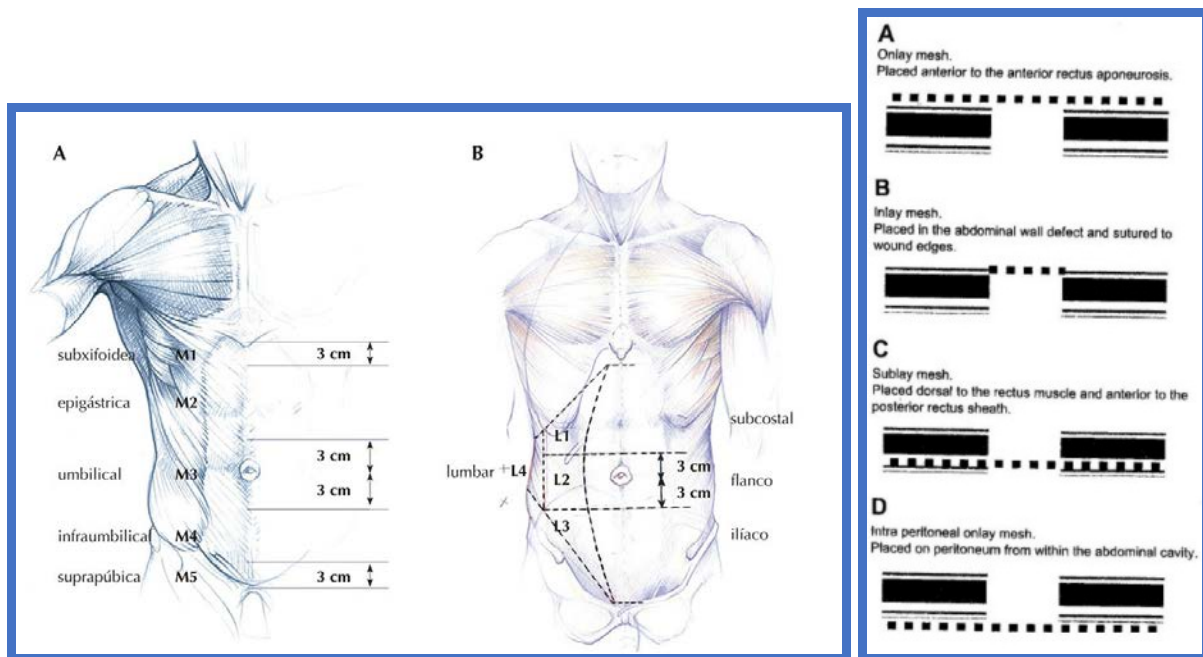 A
subxifoidea M1 3 cm
epigástrica M2
3 cm
umbilical M3
3 cm
infraumbilical M4
suprapúbica M5 3 cm
B
L1 subcostal
3 cm
lumbar +L4 L2 flanco
3 cm
L3 ilíaco
A
Onlay mesh.
Placed anterior to the anterior rectus aponeurosis.
B
Inlay mesh.
Placed in the abdominal wall defect and sutured to
wound edges.
C
Sublay mesh.
Placed dorsal to the rectus muscle and anterior to the
posterior rectus sheath.
D
Intra peritoneal onlay mesh.
Placed on peritoneum from within the abdominal cavity.